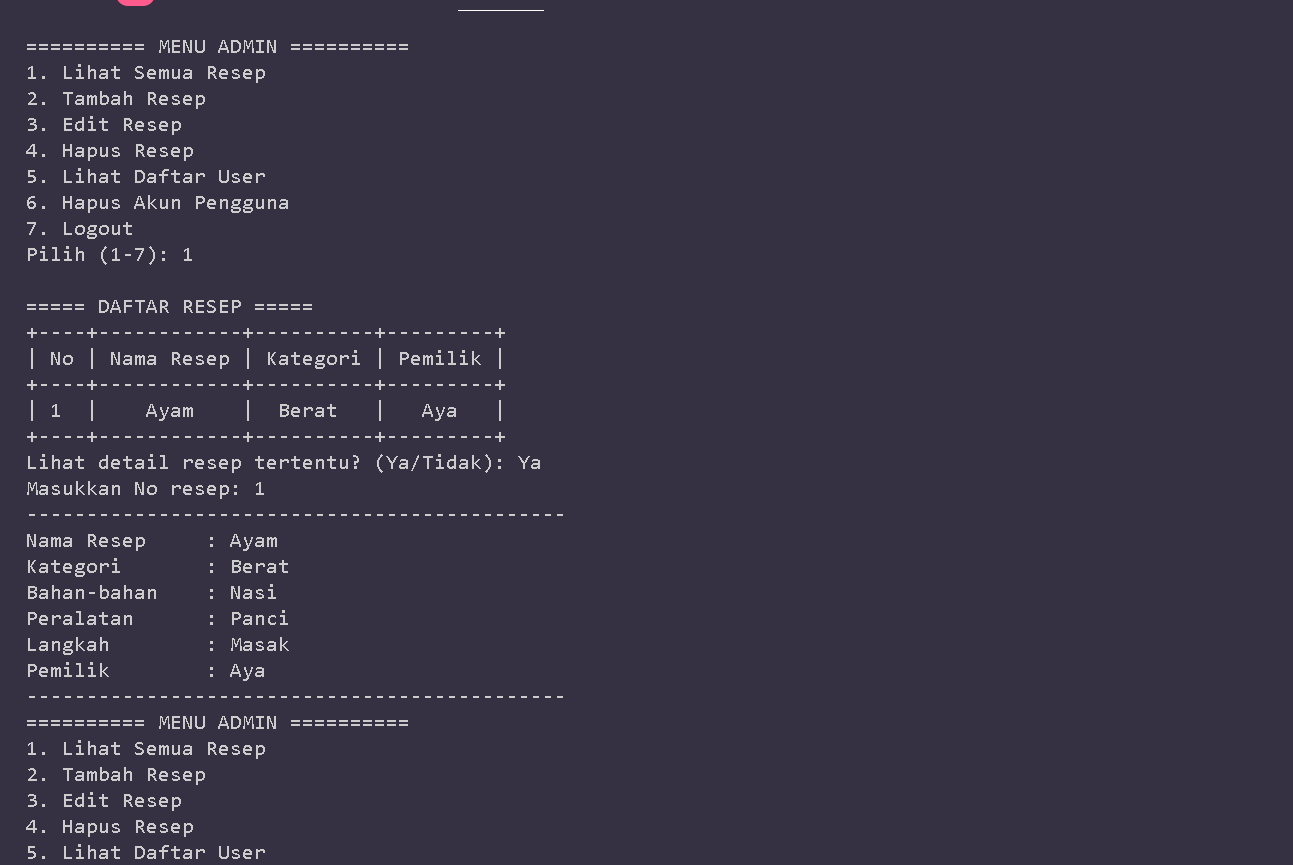 ========== MENU ADMIN ==========
1. Lihat Semua Resep
2. Tambah Resep
3. Edit Resep
4. Hapus Resep
5. Lihat Daftar User
6. Hapus Akun Pengguna
7. Logout
Pilih (1-7): 1
===== DAFTAR RESEP =====
+----+-------------+----------+---------+
| No | Nama Resep | Kategori | Pemilik |
+----+-------------+----------+---------+
| 1  |    Ayam    |  Berat   |   Aya   |
+----+-------------+----------+---------+
Lihat detail resep tertentu? (Ya/Tidak): Ya
Masukkan No resep: 1
---------------------------------------------
Nama Resep     : Ayam
Kategori       : Berat
Bahan-bahan    : Nasi
Peralatan      : Panci
Langkah        : Masak
Pemilik        : Aya
---------------------------------------------
========== MENU ADMIN ==========
1. Lihat Semua Resep
2. Tambah Resep
3. Edit Resep
4. Hapus Resep
5. Lihat Daftar User